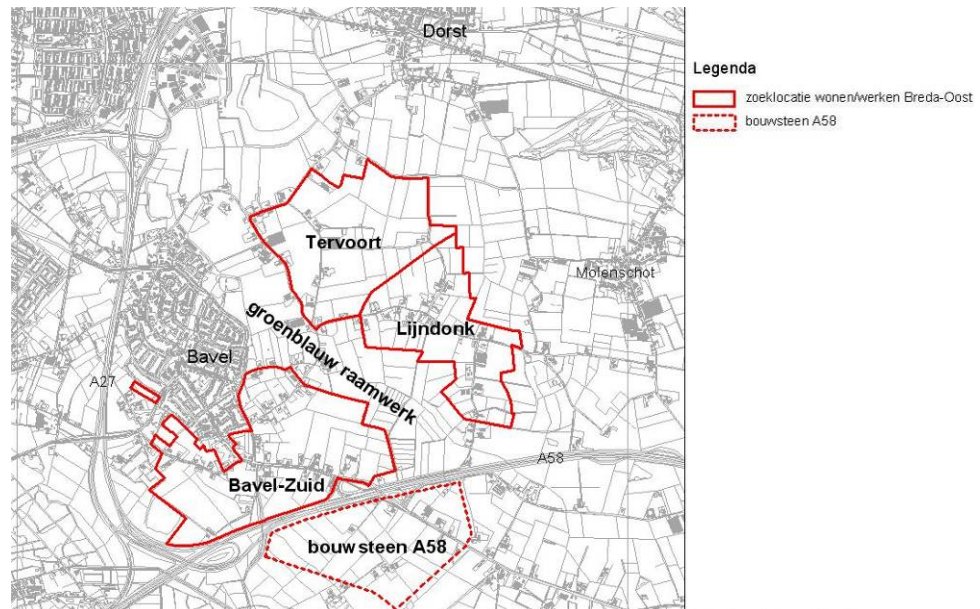 Dorst
Legenda
zoeklocatie wonen/werken Breda-Oost
bouwsteen A58
Tervoort
Molenschot
groenblauw raamwerk
Lijndonk
Bavel
A27
A58
Bavel-Zuid
bouwsteen A58